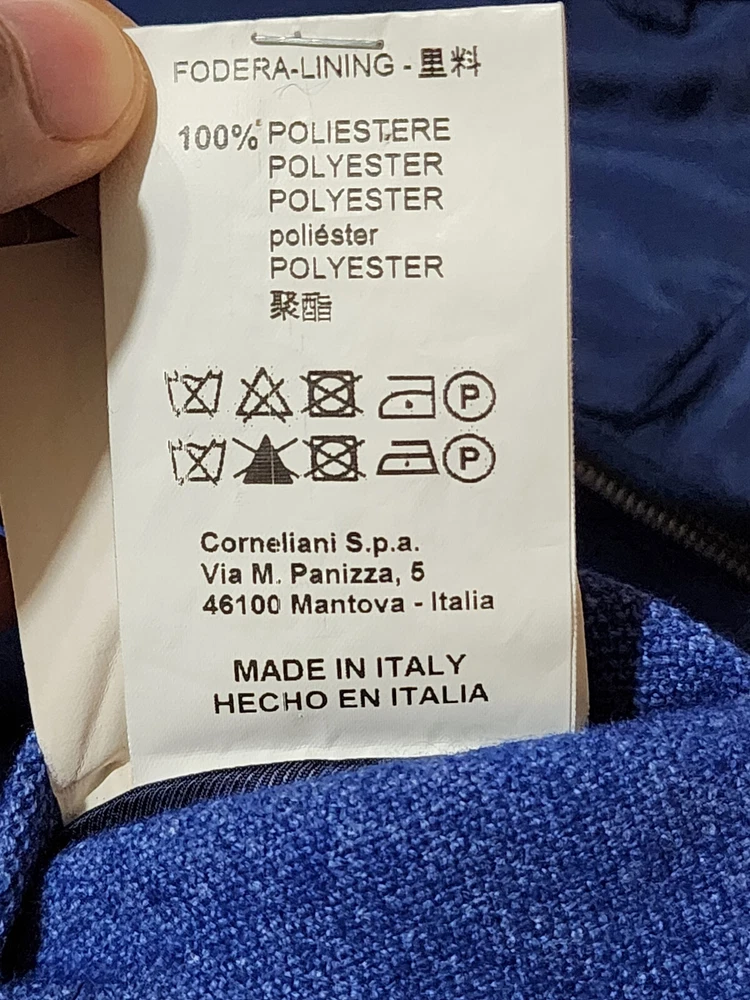 FODERA-LINING - 里料
100% POLIESTERE
POLYESTER
POLYESTER
poliéster
POLYESTER
聚酯
P
P
Corneliani S.p.a.
Via M. Panizza, 5
46100 Mantova - Italia
MADE IN ITALY
HECHO EN ITALIA